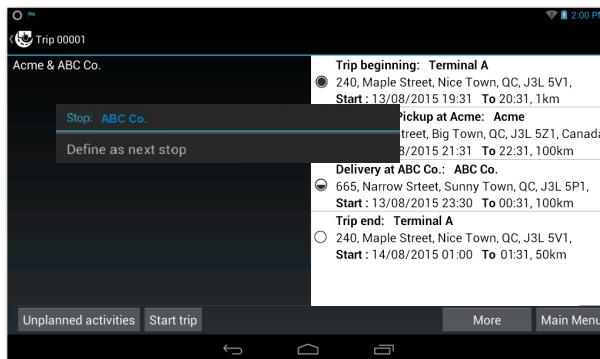 2:00 PM
Trip 00001
Acme & ABC Co.
Stop: ABC Co.
Define as next stop
Trip beginning: Terminal A
240, Maple Street, Nice Town, QC, J3L 5V1,
Start : 13/08/2015 19:31 To 20:31, 1km
Pickup at Acme: Acme
treet, Big Town, QC, J3L 5Z1, Canada
8/2015 21:31 To 22:31, 100km
Delivery at ABC Co.: ABC Co.
665, Narrow Srteet, Sunny Town, QC, J3L 5P1,
Start : 13/08/2015 23:30 To 00:31, 100km
Trip end: Terminal A
240, Maple Street, Nice Town, QC, J3L 5V1,
Start : 14/08/2015 01:00 To 01:31, 50km
Unplanned activities
Start trip
More
Main Menu